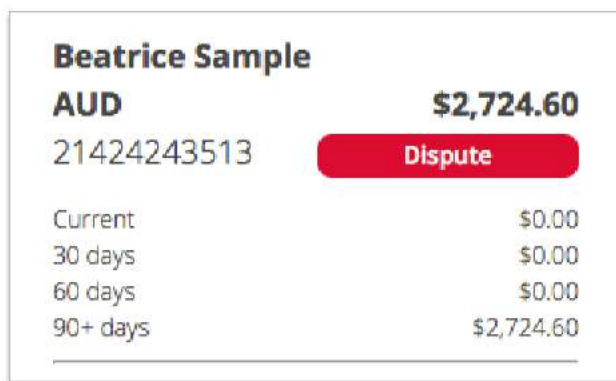 Beatrice Sample
AUD $2,724.60
21424243513 Dispute
Current $0.00
30 days $0.00
60 days $0.00
90+ days $2,724.60